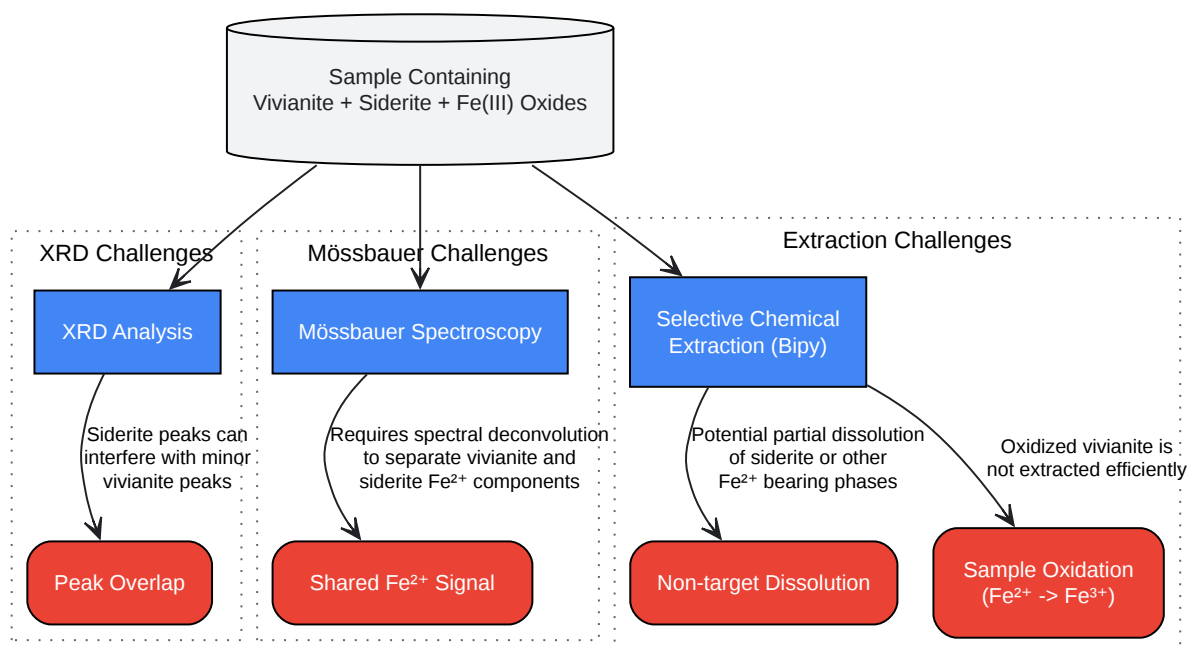 Sample Containing
Vivianite + Siderite + Fe(III) Oxides
XRD Challenges
Mössbauer Challenges
Extraction Challenges
XRD Analysis
Mössbauer Spectroscopy
Selective Chemical
Extraction (Bipy)
Siderite peaks can
interfere with minor
vivianite peaks
Requires spectral deconvolution
to separate vivianite and
siderite Fe²⁺ components
Potential partial dissolution
of siderite or other
Fe²⁺ bearing phases
Oxidized vivianite is
not extracted efficiently
Peak Overlap
Shared Fe²⁺ Signal
Non-target Dissolution
Sample Oxidation
(Fe²⁺ -> Fe³⁺)